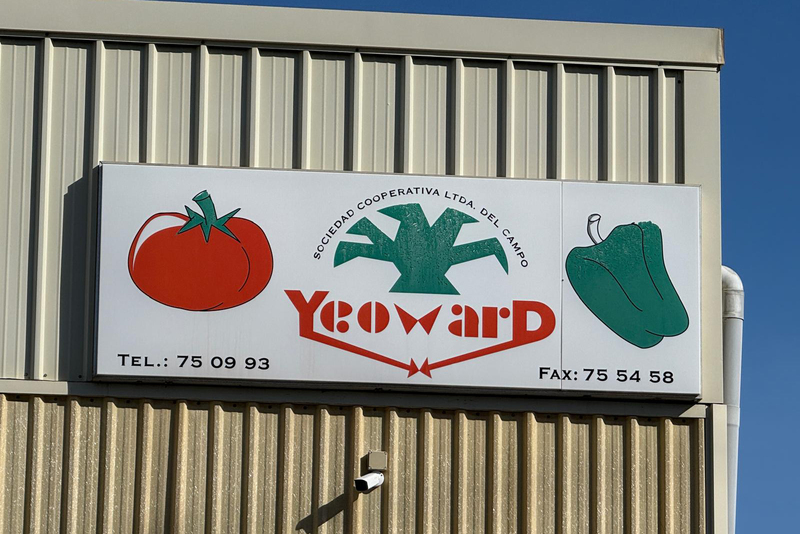 SOCIEDAD COOPERATIVA LTDA. DEL CAMPO
Yeoward
TEL.: 75 09 93
FAX: 75 54 58